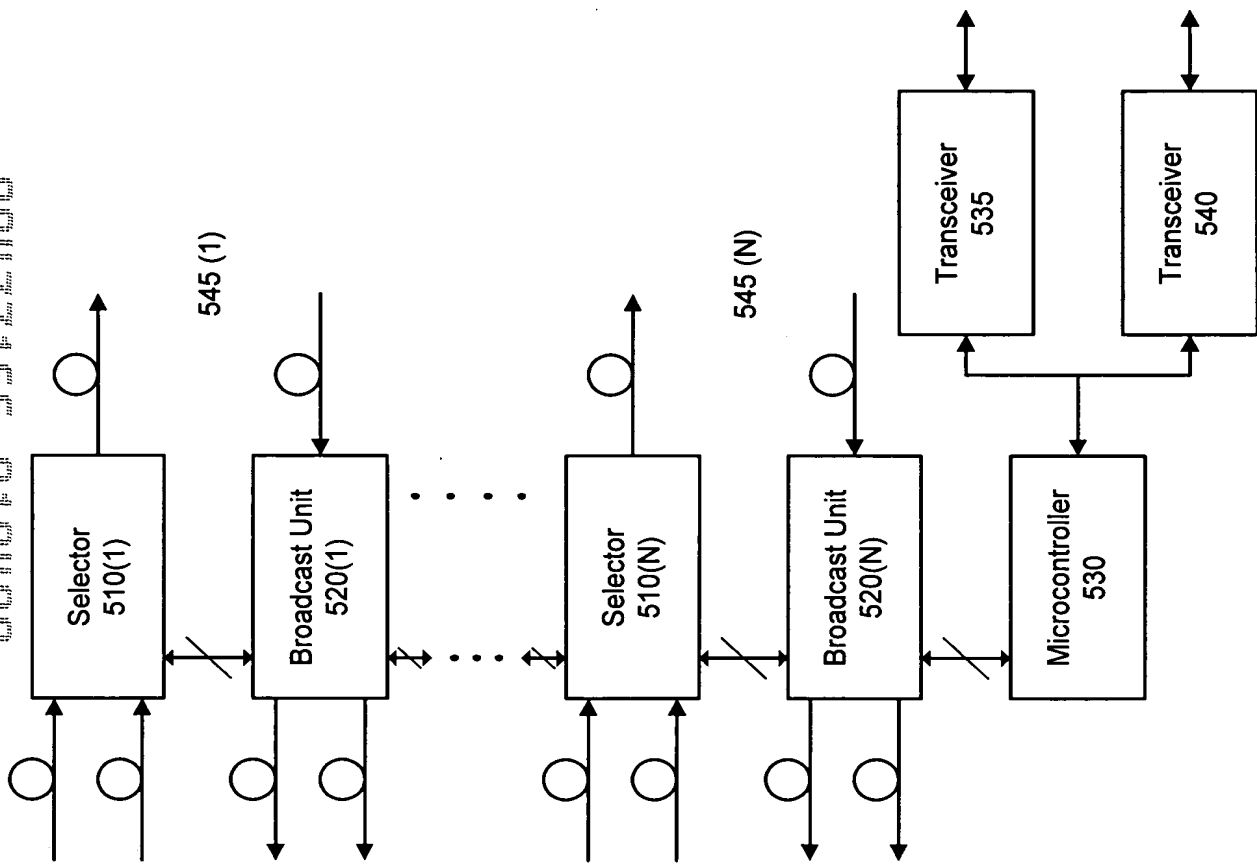 Selector
510(1)
545 (1)
Broadcast Unit
520(1)
Selector
510(N)
545 (N)
Broadcast Unit
520(N)
Microcontroller
530
Transceiver
535
Transceiver
540